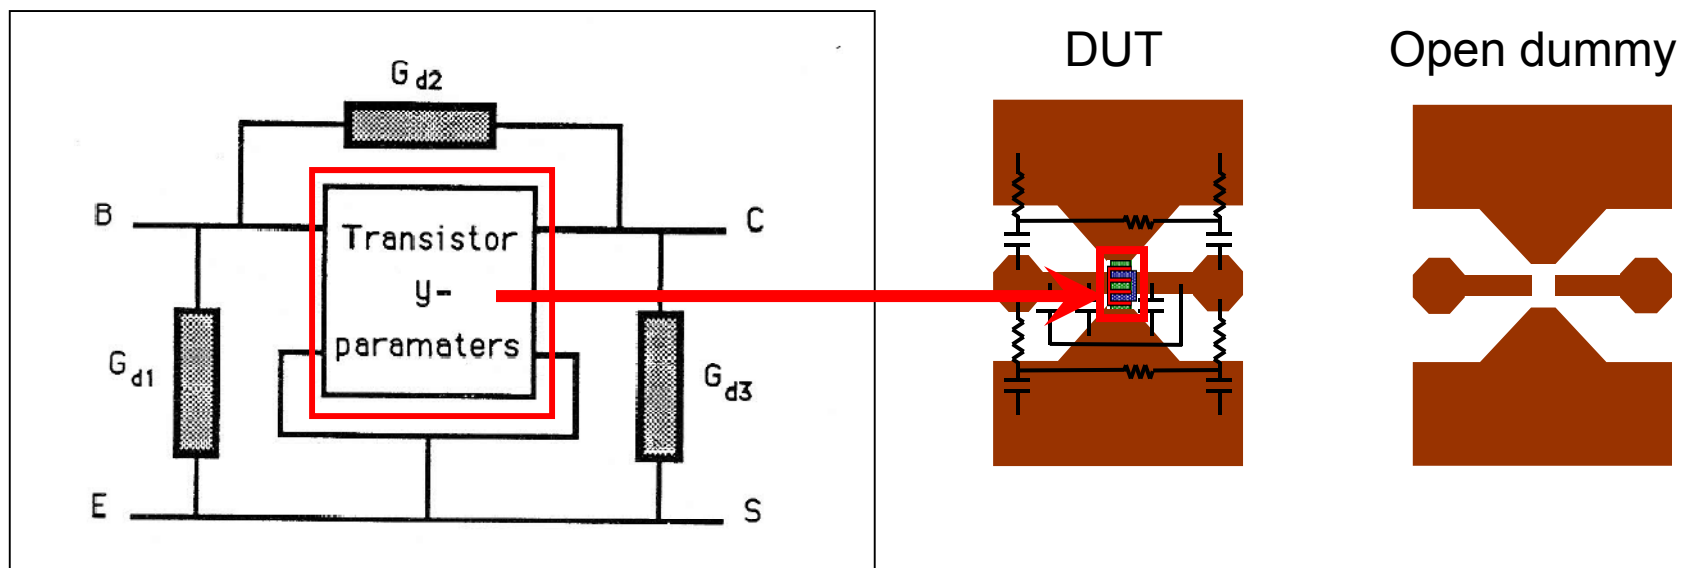 DUT
Open dummy
G d2
B
C
Transistor
y-
paramaters
G d1
G d3
E
S